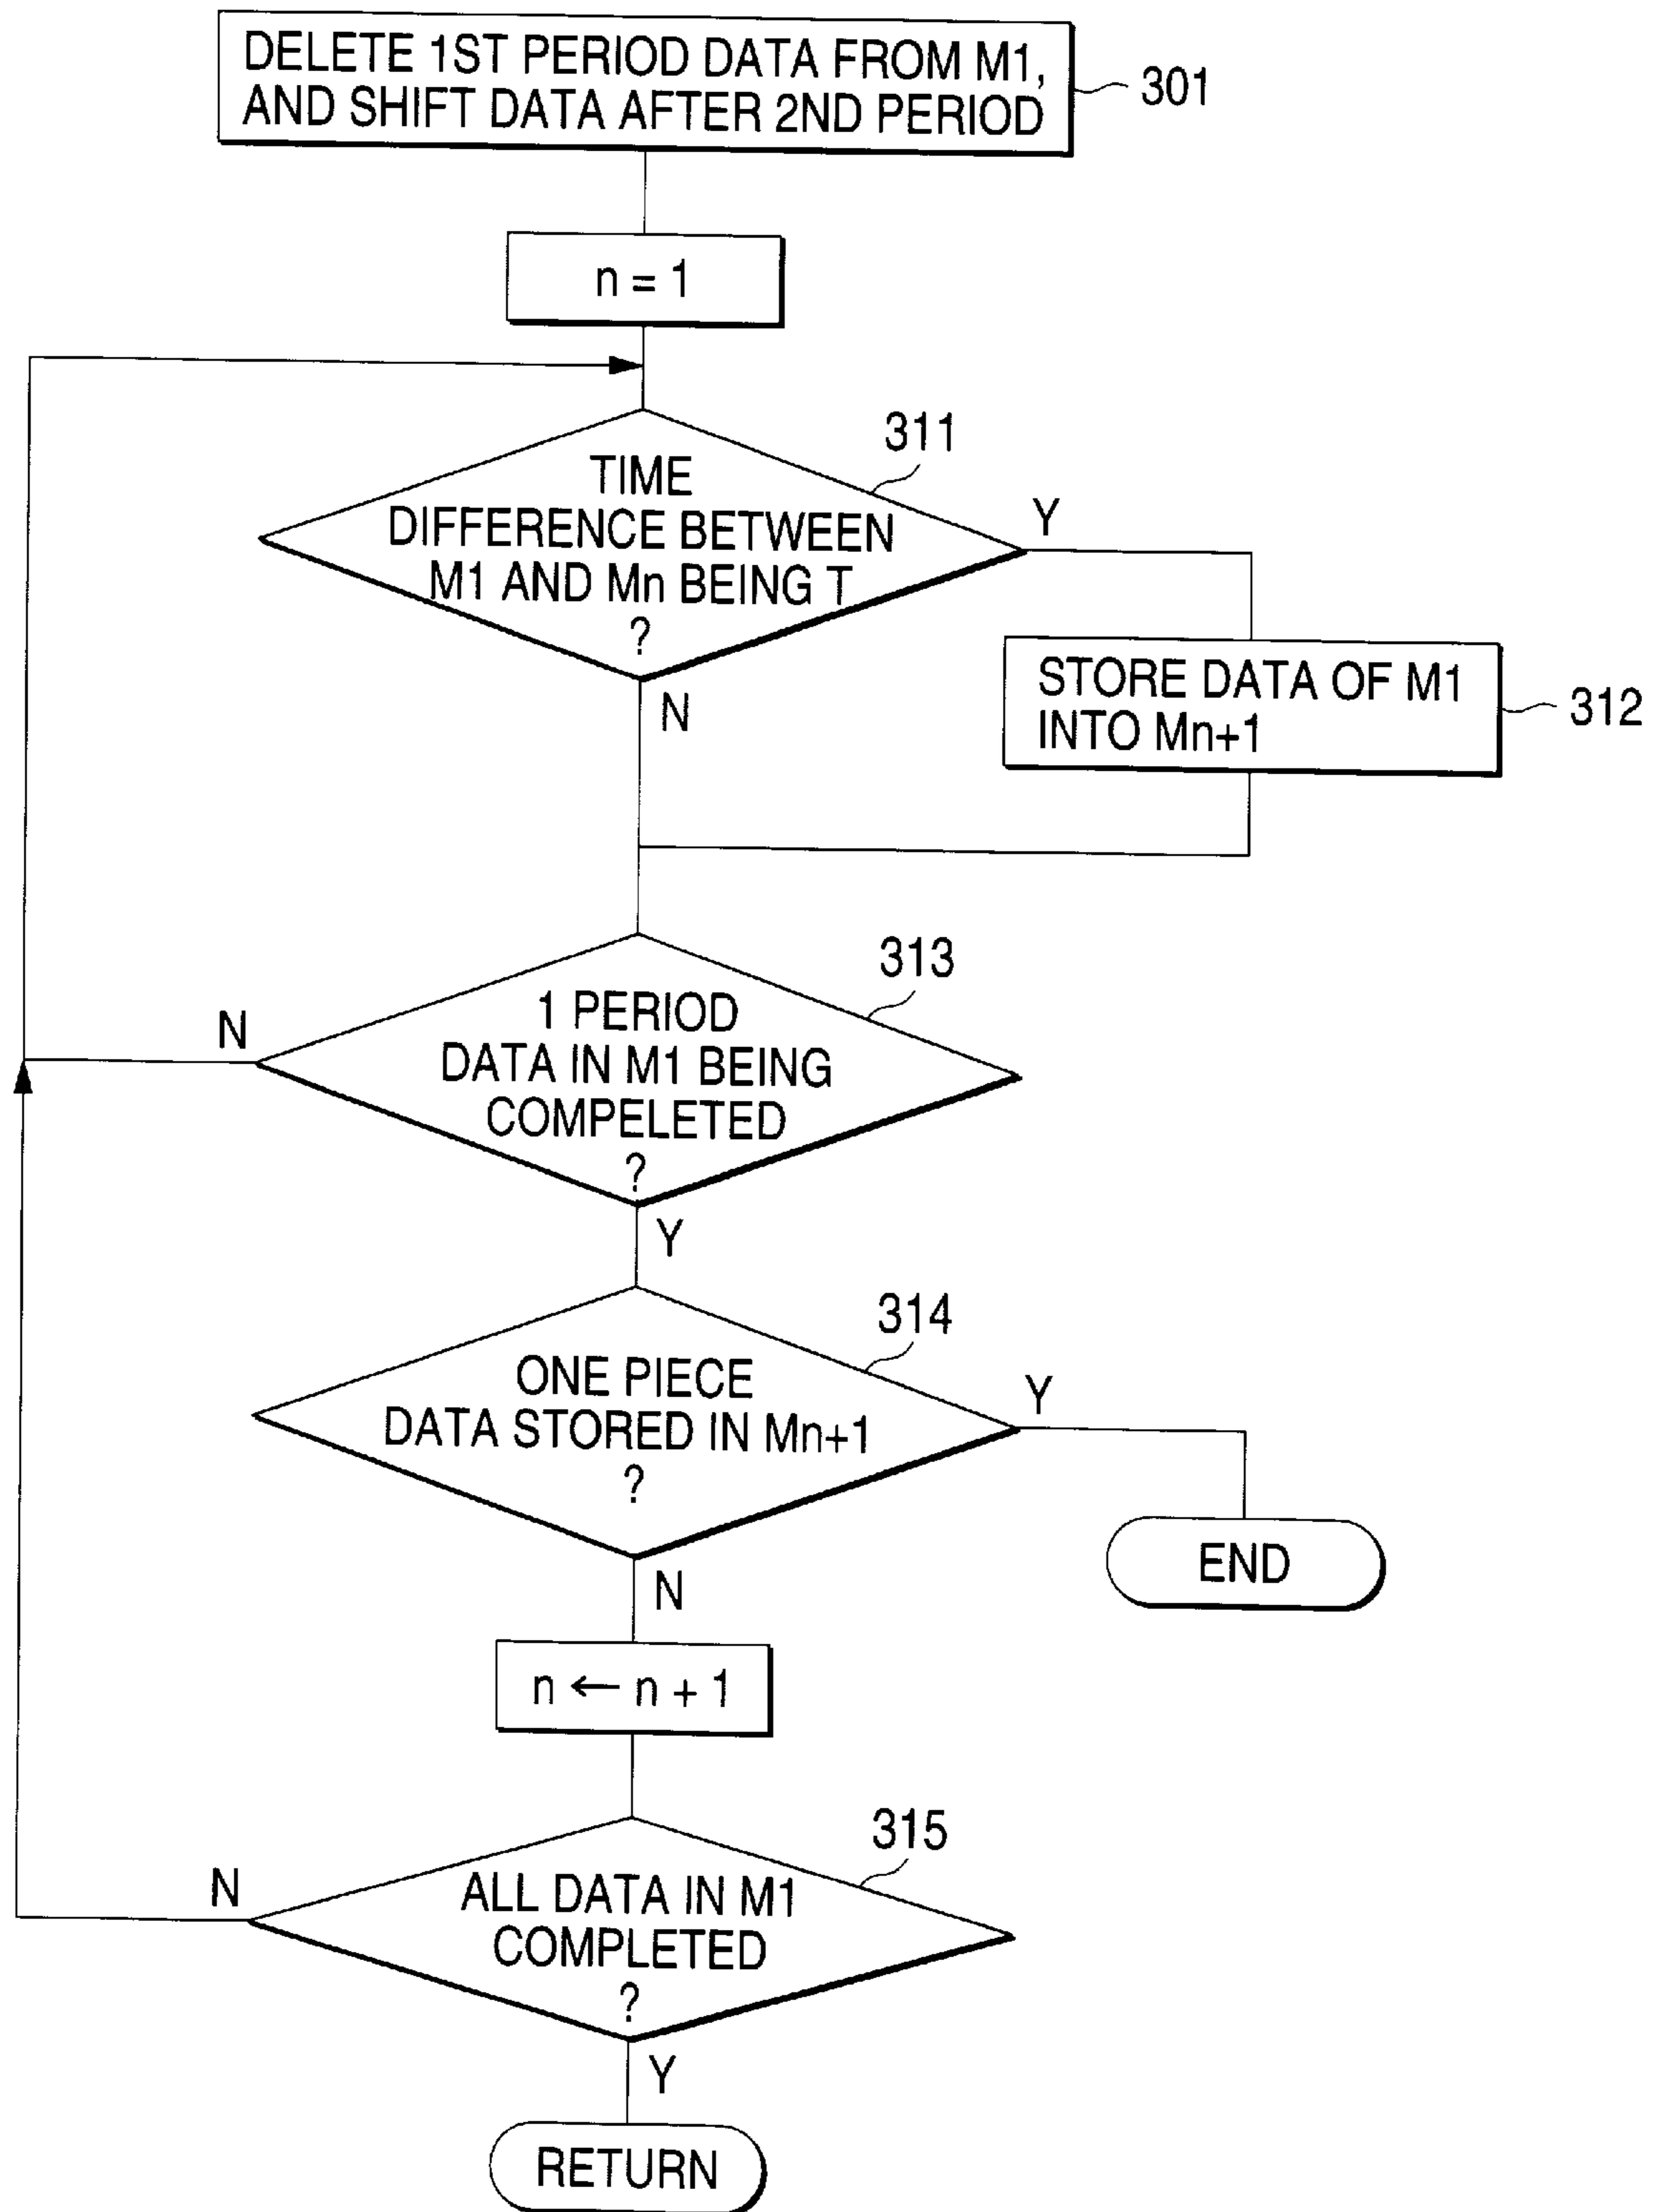 DELETE 1ST PERIOD DATA FROM M1,
AND SHIFT DATA AFTER 2ND PERIOD
301
n = 1
311
TIME
DIFFERENCE BETWEEN
M1 AND Mn BEING T
?
Y
N
STORE DATA OF M1
INTO Mn+1
312
313
1 PERIOD
DATA IN M1 BEING
COMPELETED
?
N
Y
314
ONE PIECE
DATA STORED IN Mn+1
?
Y
END
N
n ← n + 1
315
ALL DATA IN M1
COMPLETED
?
N
Y
RETURN